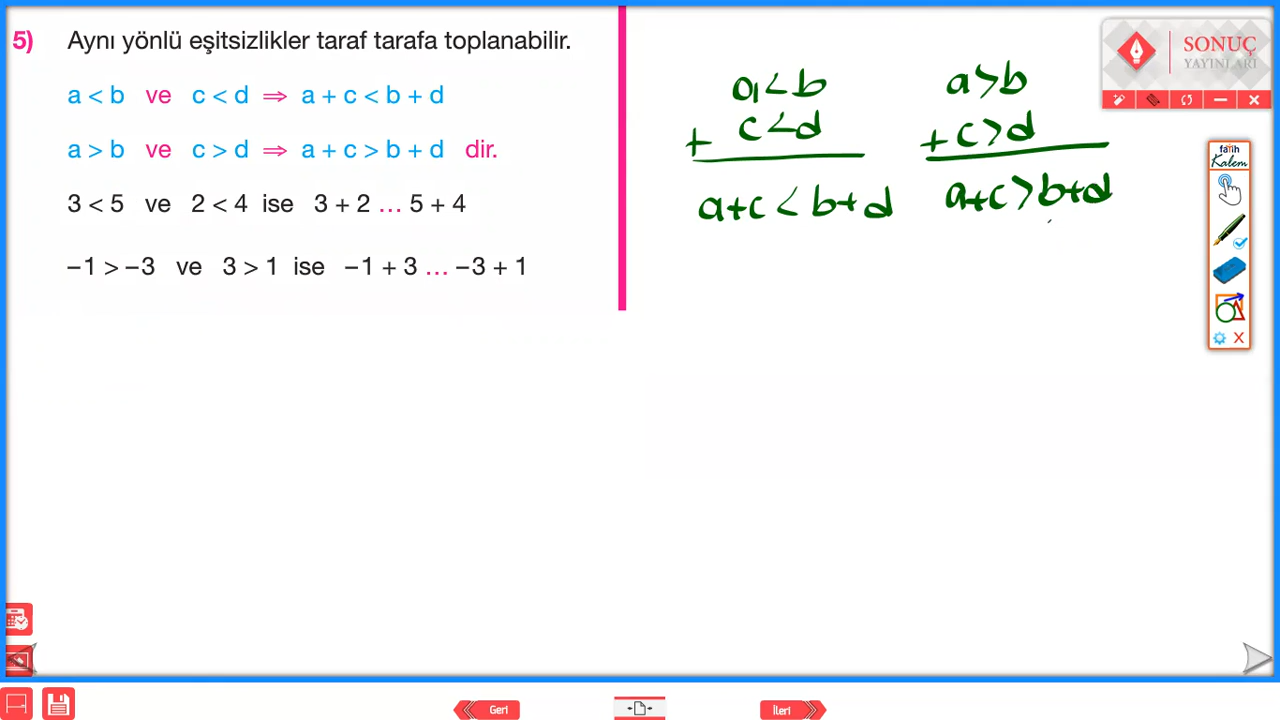 5) Aynı yönlü eşitsizlikler taraf tarafa toplanabilir.
a < b ve c < d ⇒ a + c < b + d
a > b ve c > d ⇒ a + c > b + d dir.
3 < 5 ve 2 < 4 ise 3 + 2 … 5 + 4
−1 > −3 ve 3 > 1 ise −1 + 3 … −3 + 1
a < b
+ c < d
a+c < b+d
a > b
+ c > d
a+c > b+d
SONUÇ
YAYINLARI
fatih
Kalem
Geri
İleri